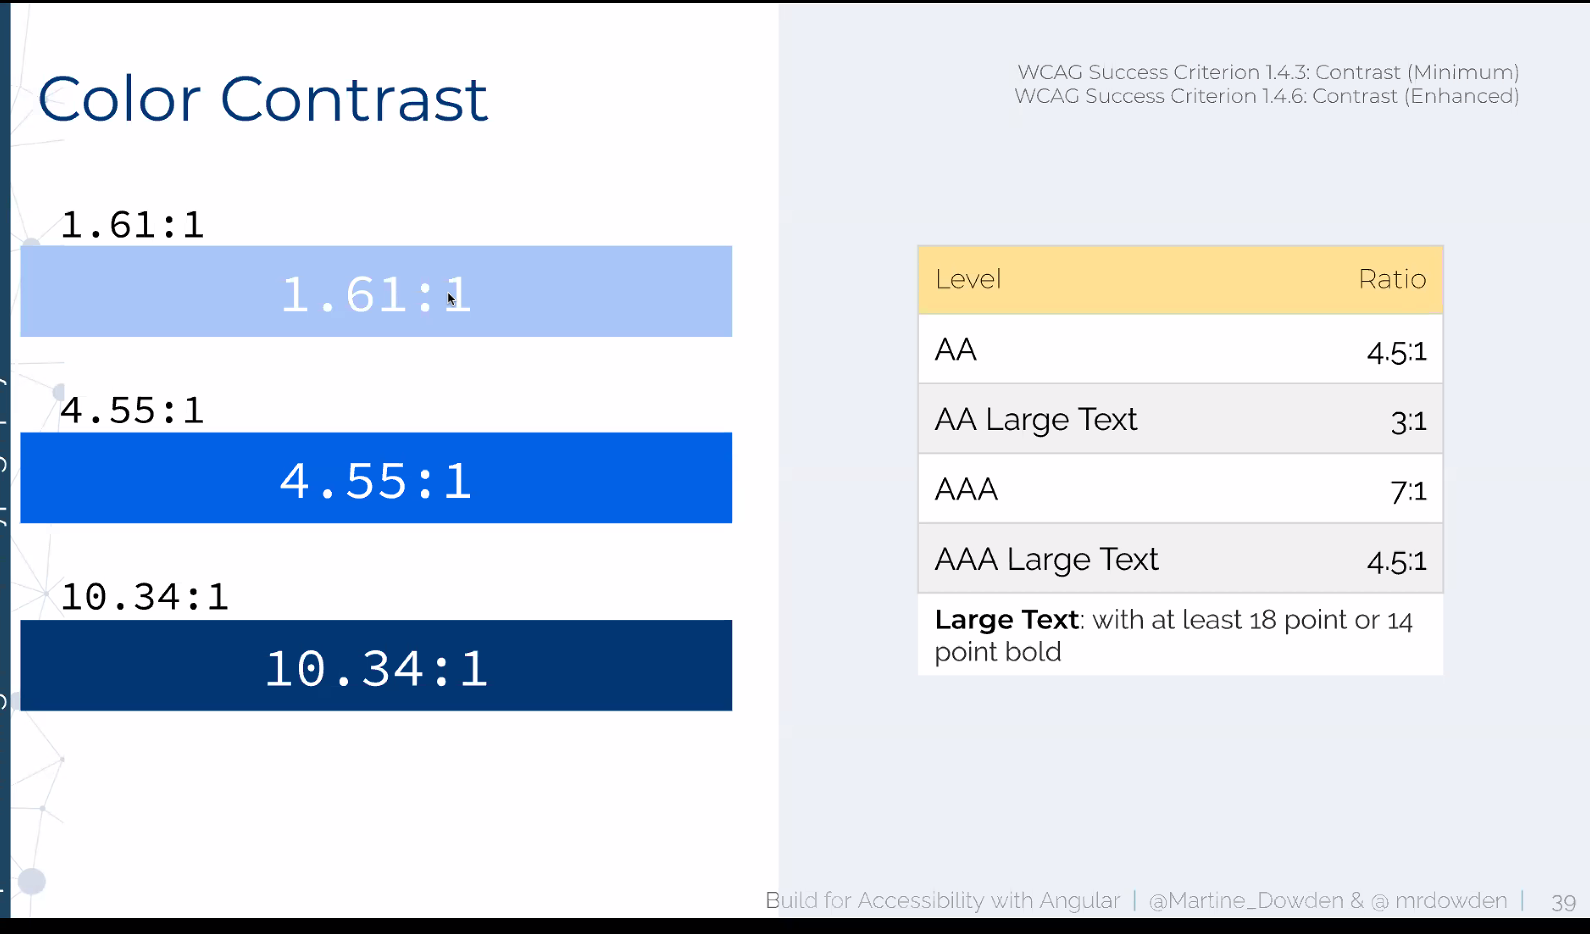 Color Contrast
WCAG Success Criterion 1.4.3: Contrast (Minimum)
WCAG Success Criterion 1.4.6: Contrast (Enhanced)
1.61:1
1.61:1
4.55:1
4.55:1
10.34:1
10.34:1
Level Ratio
AA 4.5:1
AA Large Text 3:1
AAA 7:1
AAA Large Text 4.5:1
Large Text: with at least 18 point or 14
point bold
Build for Accessibility with Angular | @Martine_Dowden & @ mrdowden | 39